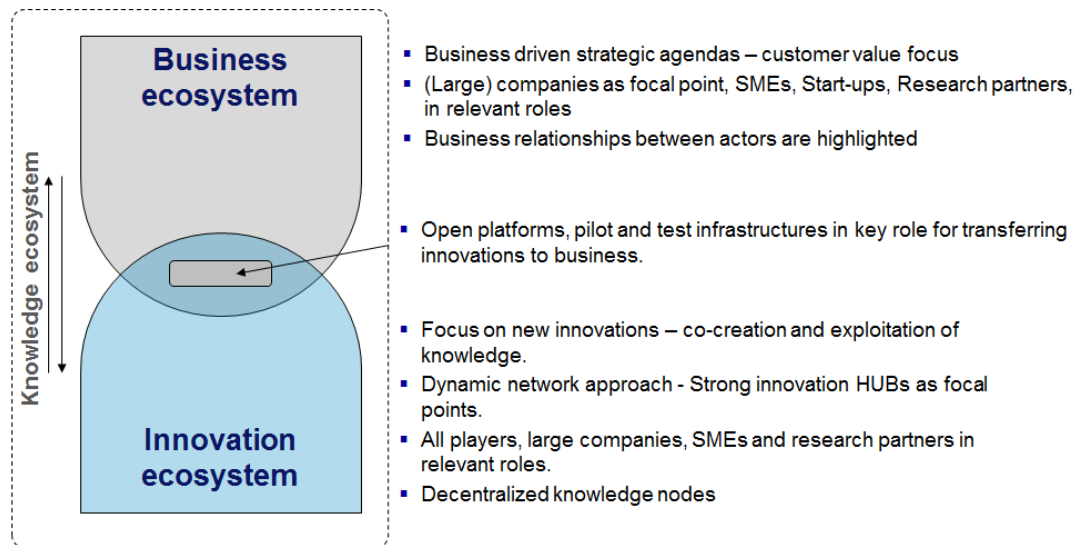 Business
ecosystem
Knowledge ecosystem
Innovation
ecosystem
▪ Business driven strategic agendas – customer value focus
▪ (Large) companies as focal point, SMEs, Start-ups, Research partners,
in relevant roles
▪ Business relationships between actors are highlighted
▪ Open platforms, pilot and test infrastructures in key role for transferring
innovations to business.
▪ Focus on new innovations – co-creation and exploitation of
knowledge.
▪ Dynamic network approach - Strong innovation HUBs as focal
points.
▪ All players, large companies, SMEs and research partners in
relevant roles.
▪ Decentralized knowledge nodes